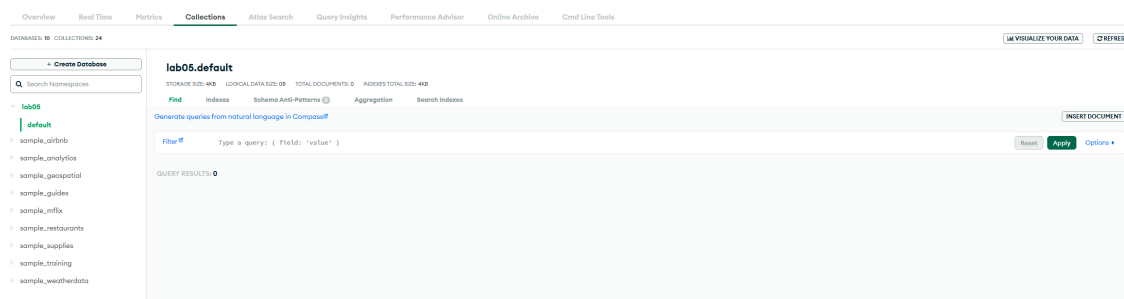 Overview Real Time Metrics Collections Atlas Search Query Insights Performance Advisor Online Archive Cmd Line Tools
DATABASES: 10 COLLECTIONS: 24
VISUALIZE YOUR DATA REFRES
+ Create Database
Search Namespaces
lab05
default
sample_airbnb
sample_analytics
sample_geospatial
sample_guides
sample_mflix
sample_restaurants
sample_supplies
sample_training
sample_weatherdata
lab05.default
STORAGE SIZE: 4KB LOGICAL DATA SIZE: 0B TOTAL DOCUMENTS: 0 INDEXES TOTAL SIZE: 4KB
Find Indexes Schema Anti-Patterns 0 Aggregation Search Indexes
Generate queries from natural language in Compass
INSERT DOCUMENT
Filter Type a query: { field: 'value' } Reset Apply Options
QUERY RESULTS: 0